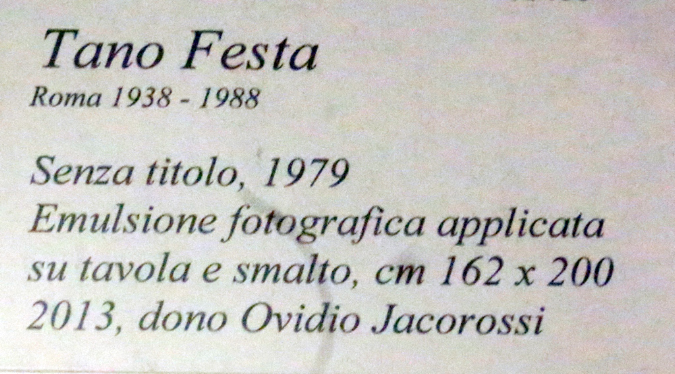 Tano Festa
Roma 1938 - 1988
Senza titolo, 1979
Emulsione fotografica applicata
su tavola e smalto, cm 162 x 200
2013, dono Ovidio Jacorossi